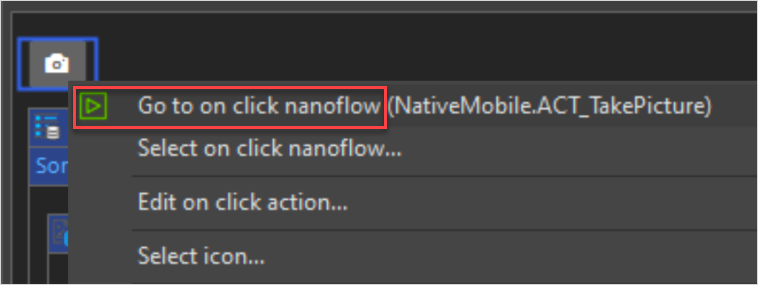 Go to on click nanoflow (NativeMobile.ACT_TakePicture)
Select on click nanoflow...
Sor
Edit on click action...
Select icon...